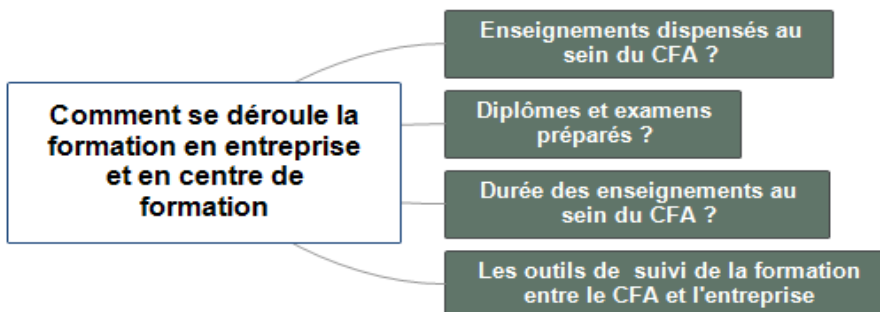 Comment se déroule la
formation en entreprise
et en centre de
formation
Enseignements dispensés au
sein du CFA ?
Diplômes et examens
préparés ?
Durée des enseignements au
sein du CFA ?
Les outils de  suivi de la formation
entre le CFA et l'entreprise